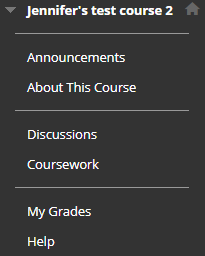 Jennifer's test course 2
Announcements
About This Course
Discussions
Coursework
My Grades
Help